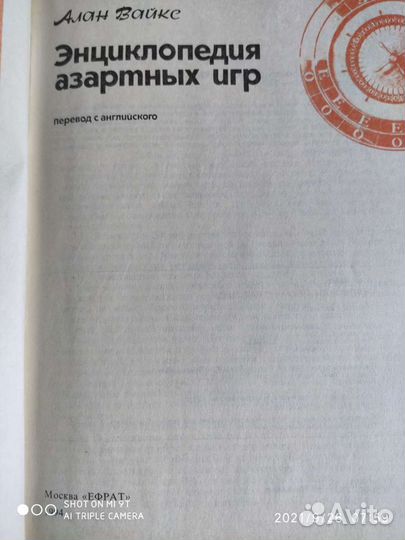 Алан Вайкс
Энциклопедия
азартных игр
перевод с английского
Е Е Е Е
О О О О
Москва «ЕФРАТ»
SHOT ON MI 9T
AI TRIPLE CAMERA
Avito